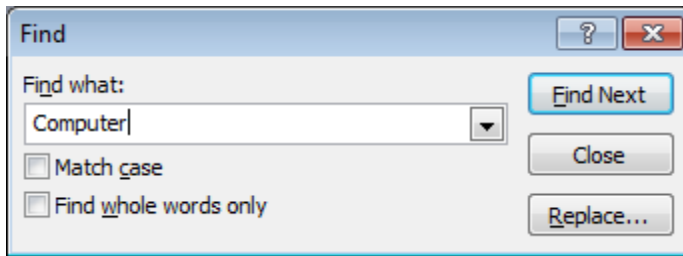 Find
Find what:
Computer
Match case
Find whole words only
Find Next
Close
Replace...